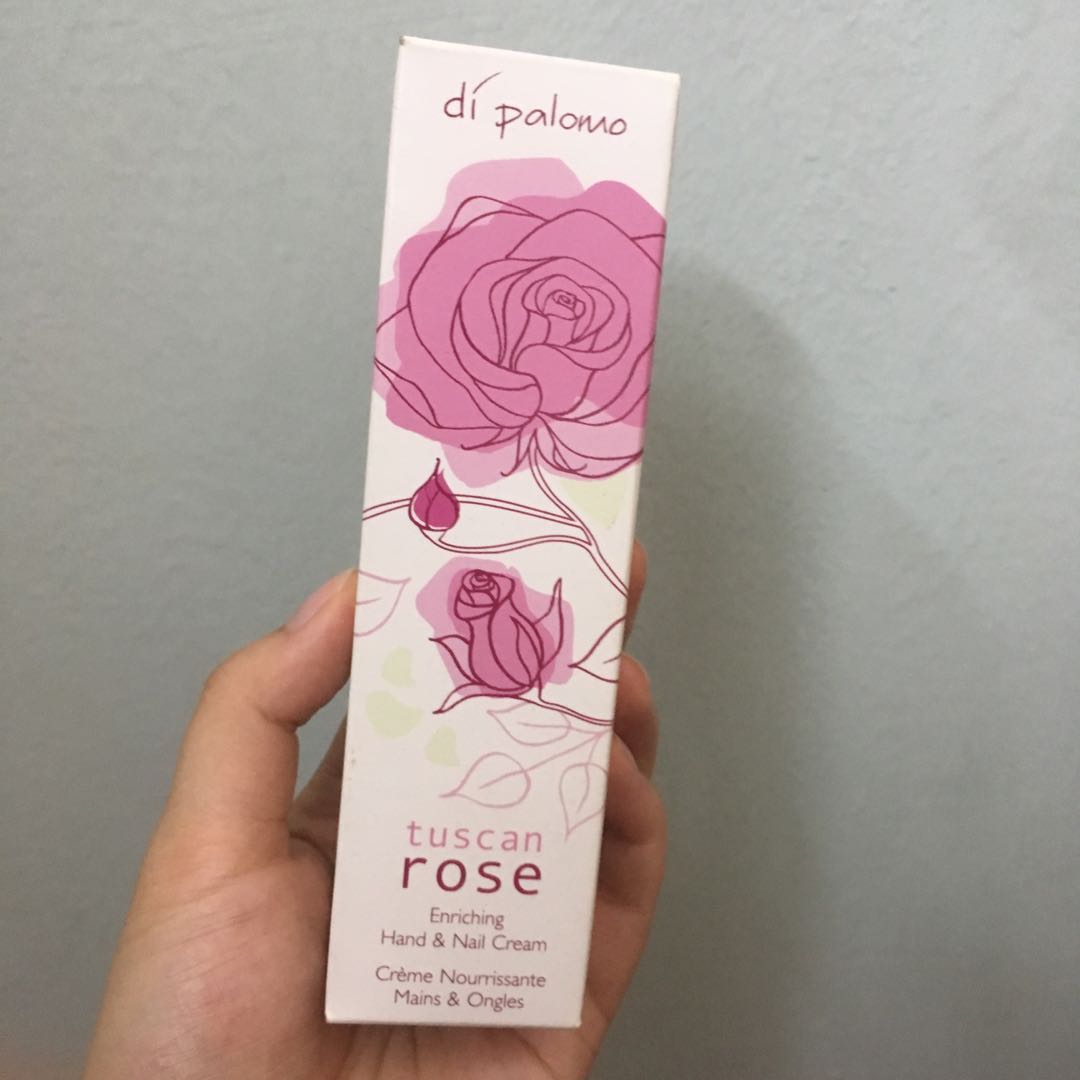 dí palomo
tuscan
rose
Enriching
Hand & Nail Cream
Crème Nourrissante
Mains & Ongles